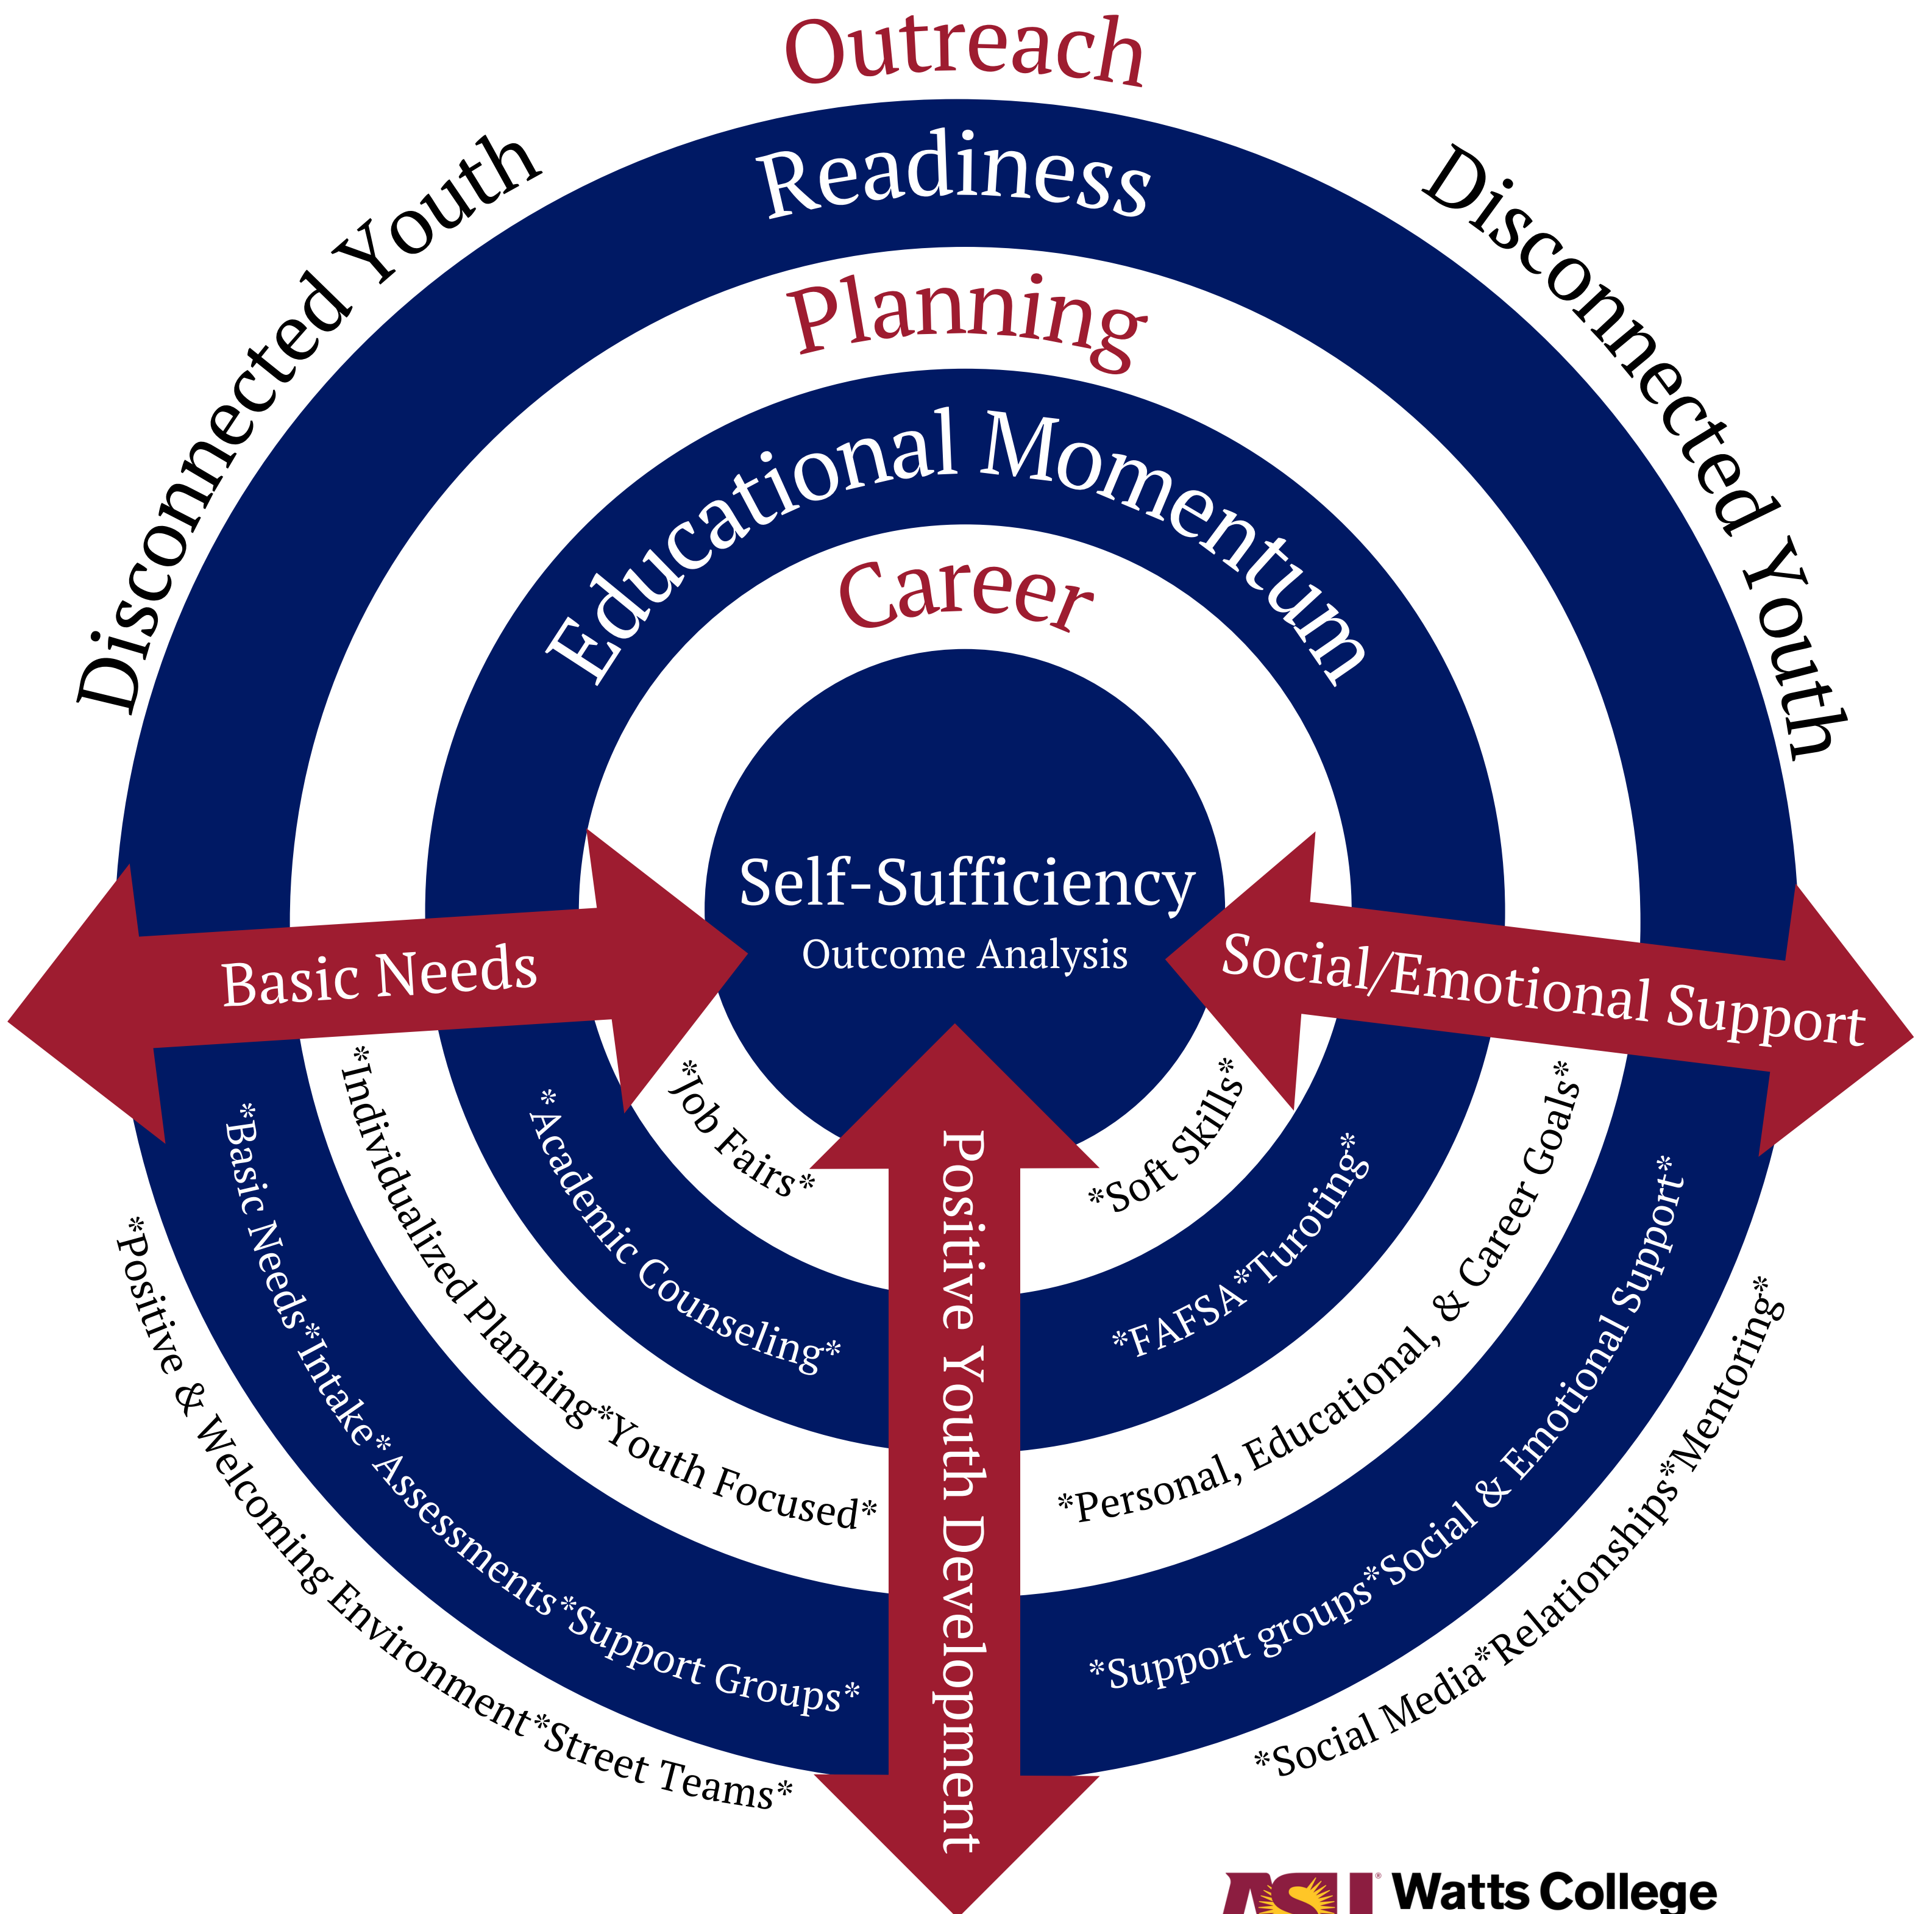 Outreach
Disconnected Youth
Disconnected Youth
Readiness
Planning
Educational Momentum
Career
Self-Sufficiency
Outcome Analysis
Basic Needs
Social/Emotional Support
Positive Youth Development
*Job Fairs*
*Soft Skills*
*Academic Counseling*
*FAFSA*Turoting*
*Individualized Planning*Youth Focused*
*Personal, Educational, & Career Goals*
*Basic Needs*Intake*Assessments*Support Groups*
*Support groups*Social & Emotional Support*
*Positive & Welcoming Environment*Street Teams*
*Social Media*Relationships*Mentoring*
ASU® Watts College